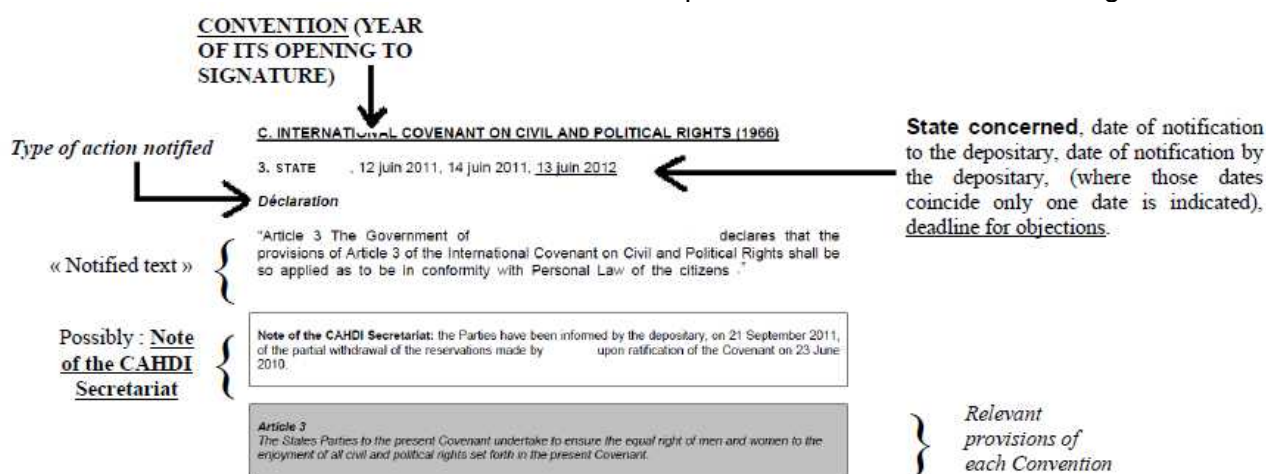 CONVENTION (YEAR
OF ITS OPENING TO
SIGNATURE)
Type of action notified
C. INTERNATIONAL COVENANT ON CIVIL AND POLITICAL RIGHTS (1966)
3. STATE , 12 juin 2011, 14 juin 2011, 13 juin 2012
Déclaration
State concerned, date of notification
to the depositary, date of notification by
the depositary, (where those dates
coincide only one date is indicated),
deadline for objections.
« Notified text »
"Article 3 The Government of declares that the
provisions of Article 3 of the International Covenant on Civil and Political Rights shall be
so applied as to be in conformity with Personal Law of the citizens ."
Possibly : Note
of the CAHDI
Secretariat
Note of the CAHDI Secretariat: the Parties have been informed by the depositary, on 21 September 2011,
of the partial withdrawal of the reservations made by upon ratification of the Covenant on 23 June
2010.
Article 3
The States Parties to the present Covenant undertake to ensure the equal right of men and women to the
enjoyment of all civil and political rights set forth in the present Covenant.
Relevant
provisions of
each Convention